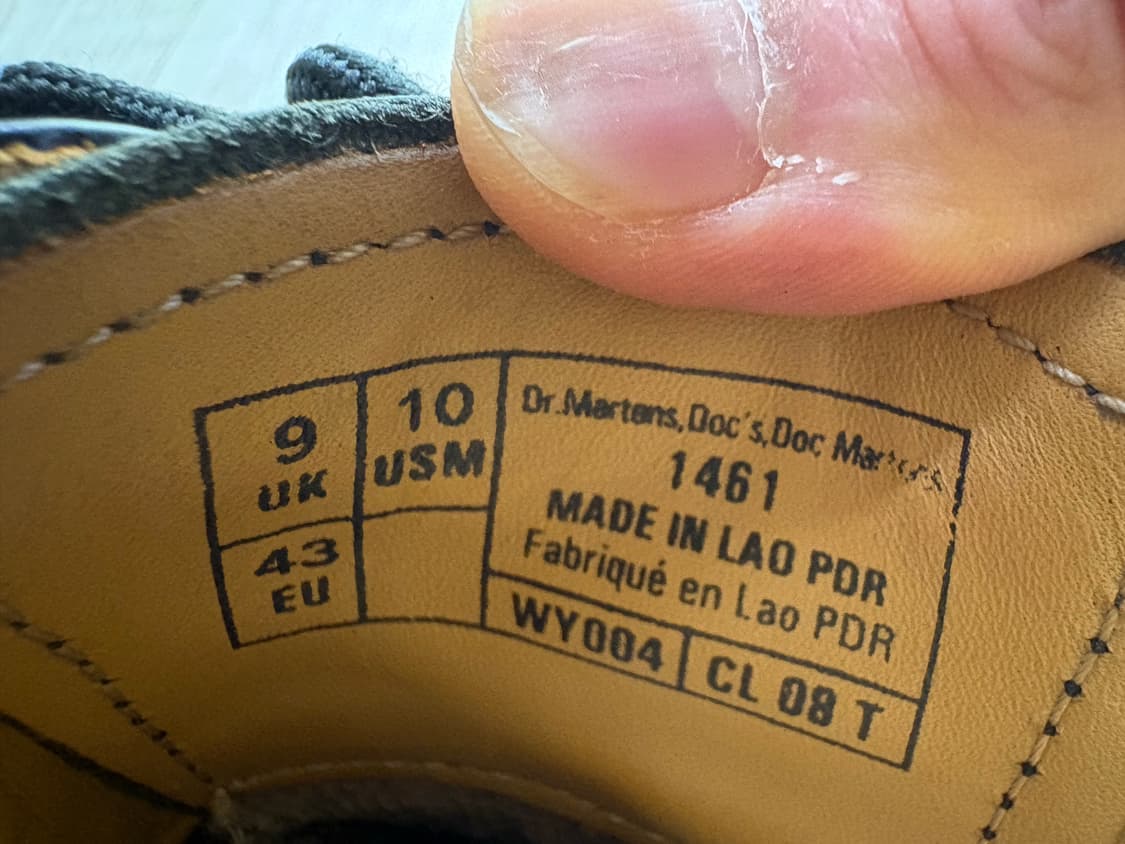 9
UK
10
USM
43
EU
Dr.Martens,Doc's,Doc Martens
1461
MADE IN LAO PDR
Fabriqué en Lao PDR
WY004
CL 08 T